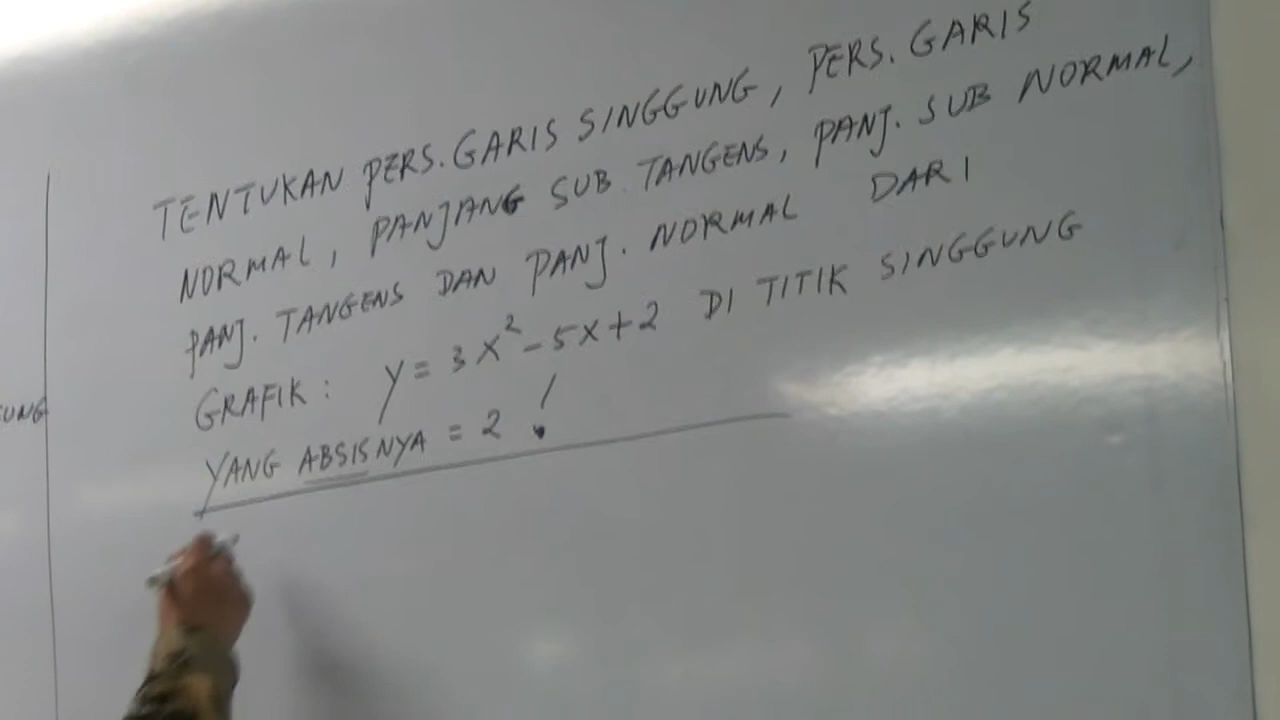 TENTUKAN PERS. GARIS SINGGUNG, PERS. GARIS
NORMAL, PANJANG SUB TANGENS, PANJ. SUB NORMAL,
PANJ. TANGENS DAN PANJ. NORMAL DARI
GRAFIK: y = 3x² - 5x + 2 DI TITIK SINGGUNG
YANG ABSISNYA = 2 !